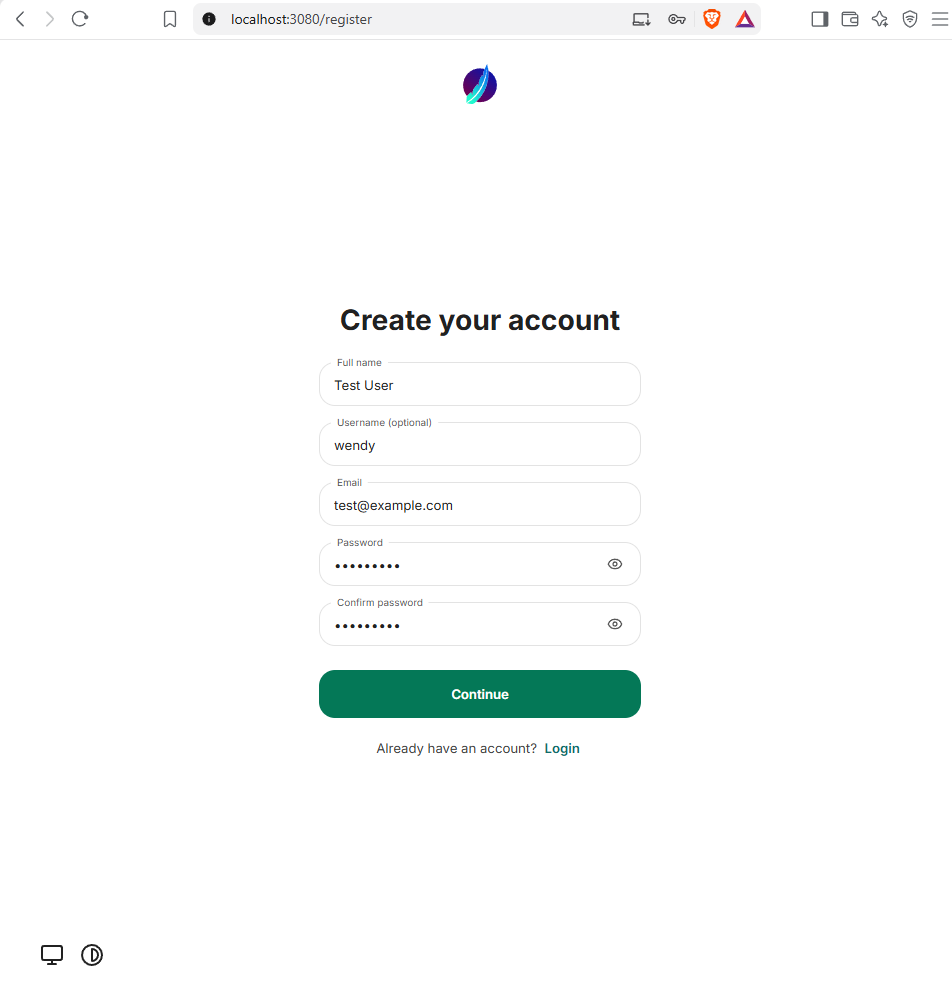 localhost:3080/register
Create your account
Full name
Test User
Username (optional)
wendy
Email
test@example.com
Password
•••••••••
Confirm password
•••••••••
Continue
Already have an account? Login